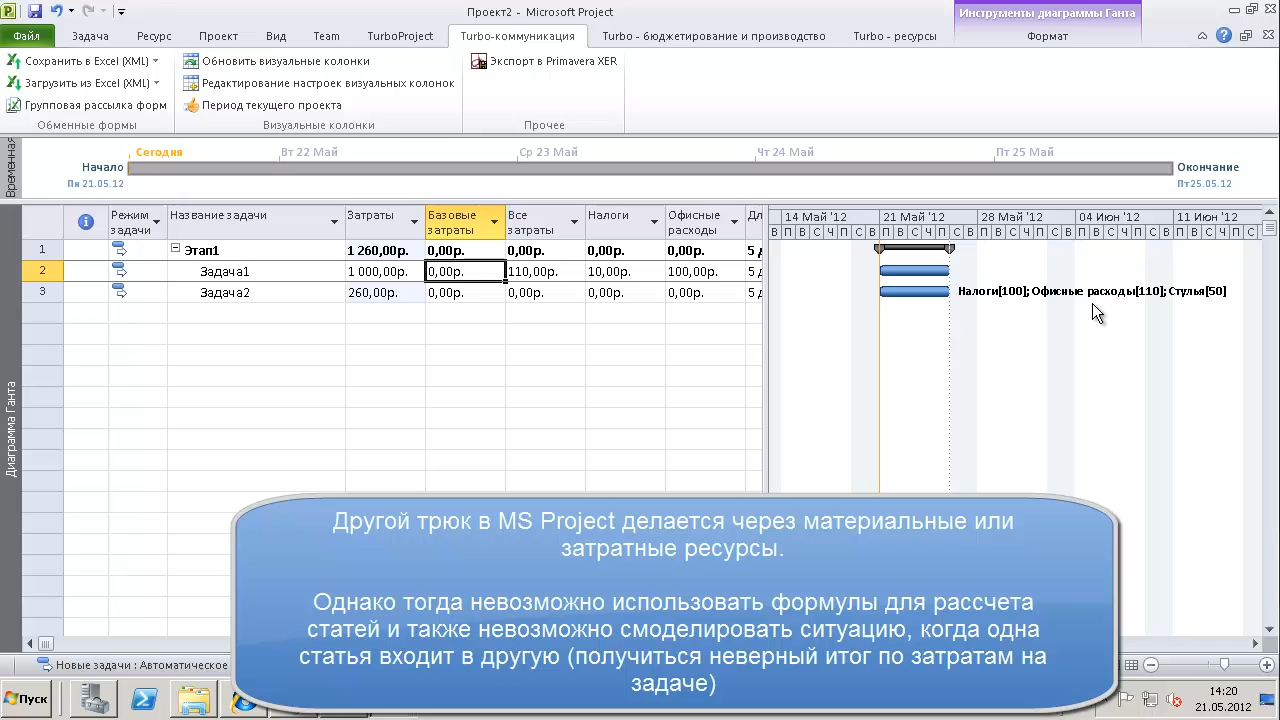 Проект2 - Microsoft Project
Инструменты диаграммы Ганта
Файл Задача Ресурс Проект Вид Team TurboProject Turbo-коммуникация Turbo - бюджетирование и производство Turbo - ресурсы Формат
Сохранить в Excel (XML) Обновить визуальные колонки Экспорт в Primavera XER
Загрузить из Excel (XML) Редактирование настроек визуальных колонок
Групповая рассылка форм Период текущего проекта
Обменные формы Визуальные колонки Прочее
Временная
Сегодня Вт 22 Май Ср 23 Май Чт 24 Май Пт 25 Май
Начало Окончание
Пн 21.05.12 Пт25.05.12
Режим задачи Название задачи Затраты Базовые затраты Все затраты Налоги Офисные расходы Дл
14 Май '12 21 Май '12 28 Май '12 04 Июн '12 11 Июн '12
В П В С Ч П С В П В С Ч П С В П В С Ч П С В П В С Ч П С В П В С Ч П С
1 Этап1 1 260,00р. 0,00р. 0,00р. 0,00р. 0,00р. 5 д
2 Задача1 1 000,00р. 0,00р. 110,00р. 10,00р. 100,00р. 5 д
3 Задача2 260,00р. 0,00р. 0,00р. 0,00р. 0,00р. 5 д
Налоги[100]; Офисные расходы[110]; Стулья[50]
Диаграмма Ганта
Другой трюк в MS Project делается через материальные или
затратные ресурсы.
Однако тогда невозможно использовать формулы для рассчета
статей и также невозможно смоделировать ситуацию, когда одна
статья входит в другую (получиться неверный итог по затратам на
задаче)
Новые задачи : Автоматическое
Пуск
14:20
21.05.2012